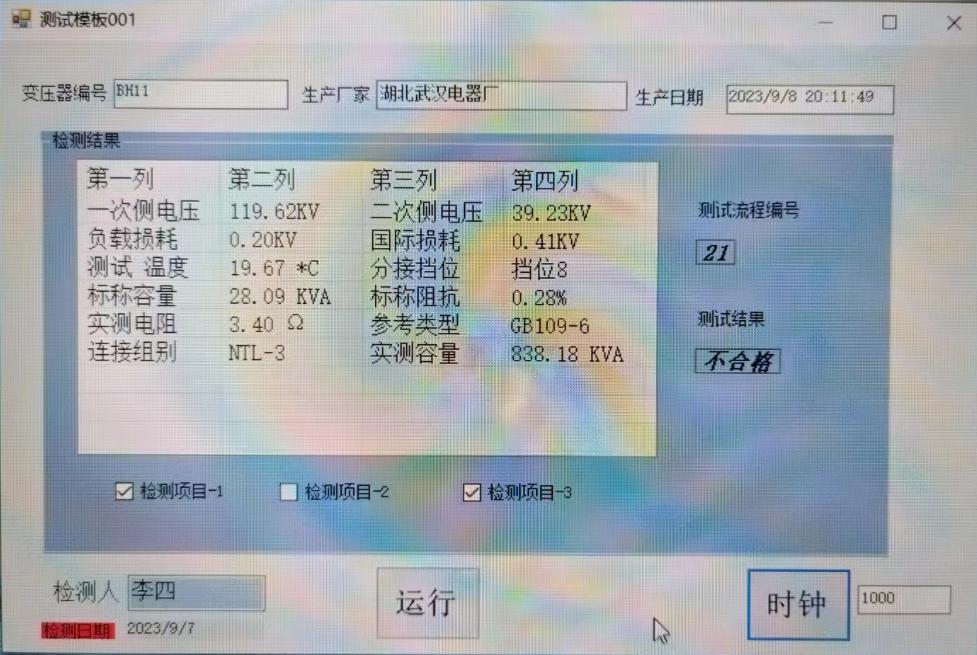 测试模板001
变压器编号 BH11 生产厂家 湖北武汉电器厂 生产日期 2023/9/8 20:11:49
检测结果
第一列 第二列 第三列 第四列
一次侧电压 119.62KV 二次侧电压 39.23KV
负载损耗 0.20KV 国际损耗 0.41KV
测试 温度 19.67 *C 分接挡位 挡位8
标称容量 28.09 KVA 标称阻抗 0.28%
实测电阻 3.40 Ω 参考类型 GB109-6
连接组别 NTL-3 实测容量 838.18 KVA
测试流程编号
21
测试结果
不合格
检测项目-1 检测项目-2 检测项目-3
检测人 李四
检测日期 2023/9/7
运行
时钟 1000